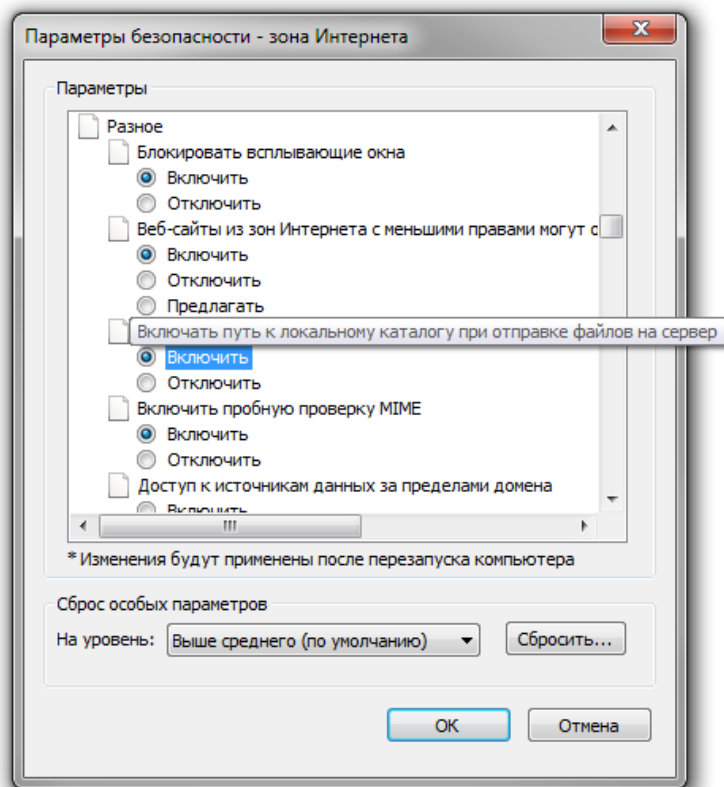 Параметры безопасности - зона Интернета
Параметры
Разное
Блокировать всплывающие окна
Включить
Отключить
Веб-сайты из зон Интернета с меньшими правами могут о
Включить
Отключить
Предлагать
Включать путь к локальному каталогу при отправке файлов на сервер
Включить
Отключить
Включить пробную проверку MIME
Включить
Отключить
Доступ к источникам данных за пределами домена
Включить
* Изменения будут применены после перезапуска компьютера
Сброс особых параметров
На уровень: Выше среднего (по умолчанию) Сбросить...
ОК Отмена